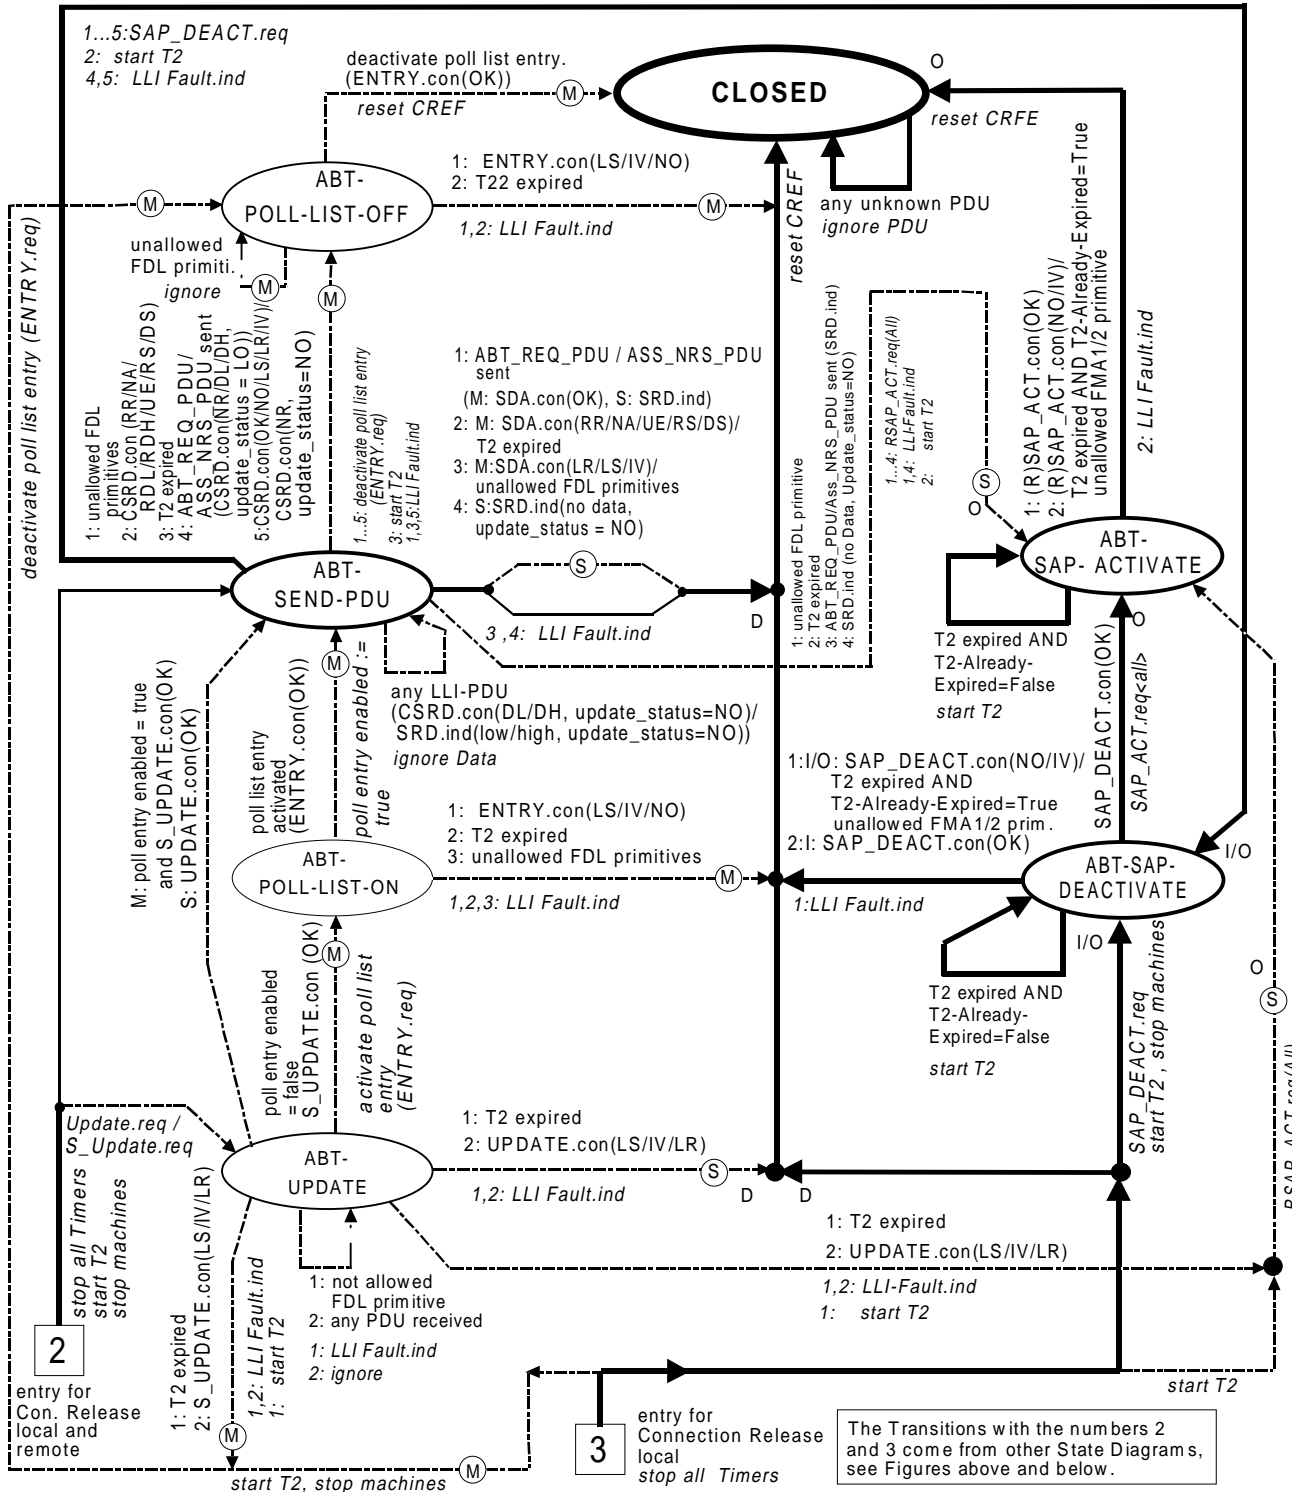 1...5:SAP_DEACT.req
2: start T2
4,5: LLI Fault.ind
deactivate poll list entry.
(ENTRY.con(OK))
M
reset CREF
CLOSED
O
reset CRFE
any unknown PDU
ignore PDU
ABT-
POLL-LIST-OFF
M
1: ENTRY.con(LS/IV/NO)
2: T22 expired
M
1,2: LLI Fault.ind
reset CREF
unallowed
FDL primiti.
ignore
M
M
deactivate poll list entry (ENTRY.req)
1: unallowed FDL
primitives
2: CSRD.con (RR/NA/
RDL/RDH/UE/RS/DS)
3: T2 expired
4: ABT_REQ_PDU/
ASS_NRS_PDU sent
(CSRD.con(NR/DL/DH,
update_status = LO))
5:CSRD.con(OK/NO/LS/LR/IV)/
CSRD.con(NR,
update_status=NO)
1...5: deactivate poll list entry
(ENTRY.req)
3: start T2
1,3,5:LLI Fault.ind
1: ABT_REQ_PDU / ASS_NRS_PDU
sent
(M: SDA.con(OK), S: SRD.ind)
2: M: SDA.con(RR/NA/UE/RS/DS)/
T2 expired
3: M:SDA.con(LR/LS/IV)/
unallowed FDL primitives
4: S:SRD.ind(no data,
update_status = NO)
S
3 ,4: LLI Fault.ind
D
1: unallowed FDL primitive
2: T2 expired
3: ABT_REQ_PDU/Ass_NRS_PDU sent (SRD.ind)
4: SRD.ind (no Data, Update_status=NO)
1...4: RSAP_ACT.req(All)
1,4: LLI-Fault.ind
2: start T2
S
O
1: (R)SAP_ACT.con(OK)
2: (R)SAP_ACT.con(NO/IV)/
T2 expired AND T2-Already-Expired=True
unallowed FMA1/2 primitive
2: LLI Fault.ind
ABT-
SAP- ACTIVATE
O
T2 expired AND
T2-Already-
Expired=False
start T2
ABT-
SEND-PDU
M
any LLI-PDU
(CSRD.con(DL/DH, update_status=NO)/
SRD.ind(low/high, update_status=NO))
ignore Data
M: poll entry enabled = true
and S_UPDATE.con(OK)
S: UPDATE.con(OK)
poll list entry
activated
(ENTRY.con(OK))
poll entry enabled :=
true
SAP_DEACT.con(OK)
SAP_ACT.req<all>
1:I/O: SAP_DEACT.con(NO/IV)/
T2 expired AND
T2-Already-Expired=True
unallowed FMA1/2 prim.
2:I: SAP_DEACT.con(OK)
1:LLI Fault.ind
ABT-SAP-
DEACTIVATE
I/O
I/O
ABT-
POLL-LIST-ON
1: ENTRY.con(LS/IV/NO)
2: T2 expired
3: unallowed FDL primitives
M
1,2,3: LLI Fault.ind
T2 expired AND
T2-Already-
Expired=False
start T2
SAP_DEACT.req
start T2 , stop machines
O
S
RSAP_ACT.req(All)
poll entry enabled
= false
S_UPDATE.con (OK)
M
activate poll list
entry
(ENTRY.req)
Update.req /
S_Update.req
ABT-
UPDATE
1: T2 expired
2: UPDATE.con(LS/IV/LR)
S
1,2: LLI Fault.ind
D
D
1: T2 expired
2: UPDATE.con(LS/IV/LR)
1,2: LLI-Fault.ind
1: start T2
stop all Timers
start T2
stop machines
2
entry for
Con. Release
local and
remote
1: T2 expired
2: S_UPDATE.con(LS/IV/LR)
1,2: LLI Fault.ind
1: start T2
M
1: not allowed
FDL primitive
2: any PDU received
1: LLI Fault.ind
2: ignore
start T2, stop machines
M
3
entry for
Connection Release
local
stop all Timers
start T2
The Transitions with the numbers 2
and 3 come from other State Diagrams,
see Figures above and below.